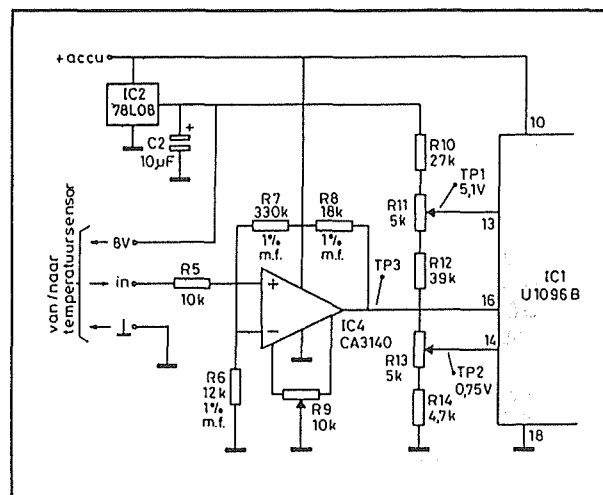 +accu
IC2
78L08
C2
10µF
+
van/naar
temperatuursensor
8V
in
⊥
R5
10k
R7
330k
1%
m.f.
R8
18k
1%
m.f.
+
−
IC4
CA3140
R6
12k
1%
m.f.
R9
10k
TP3
R10
27k
R11
5k
TP1
5,1V
R12
39k
R13
5k
TP2
0,75V
R14
4,7k
10
13
16
14
18
IC1
U1096B